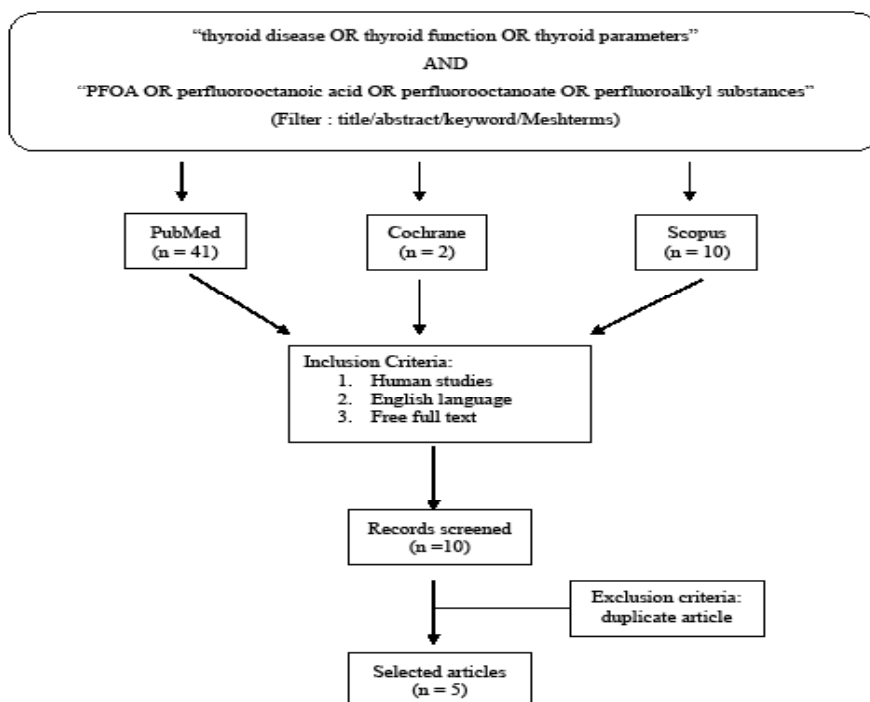 “thyroid disease OR thyroid function OR thyroid parameters”
AND
“PFOA OR perfluorooctanoic acid OR perfluorooctanoate OR perfluoroalkyl substances”
(Filter : title/abstract/keyword/Meshterms)
PubMed
(n = 41)
Cochrane
(n = 2)
Scopus
(n = 10)
Inclusion Criteria:
1. Human studies
2. English language
3. Free full text
Records screened
(n =10)
Exclusion criteria:
duplicate article
Selected articles
(n = 5)